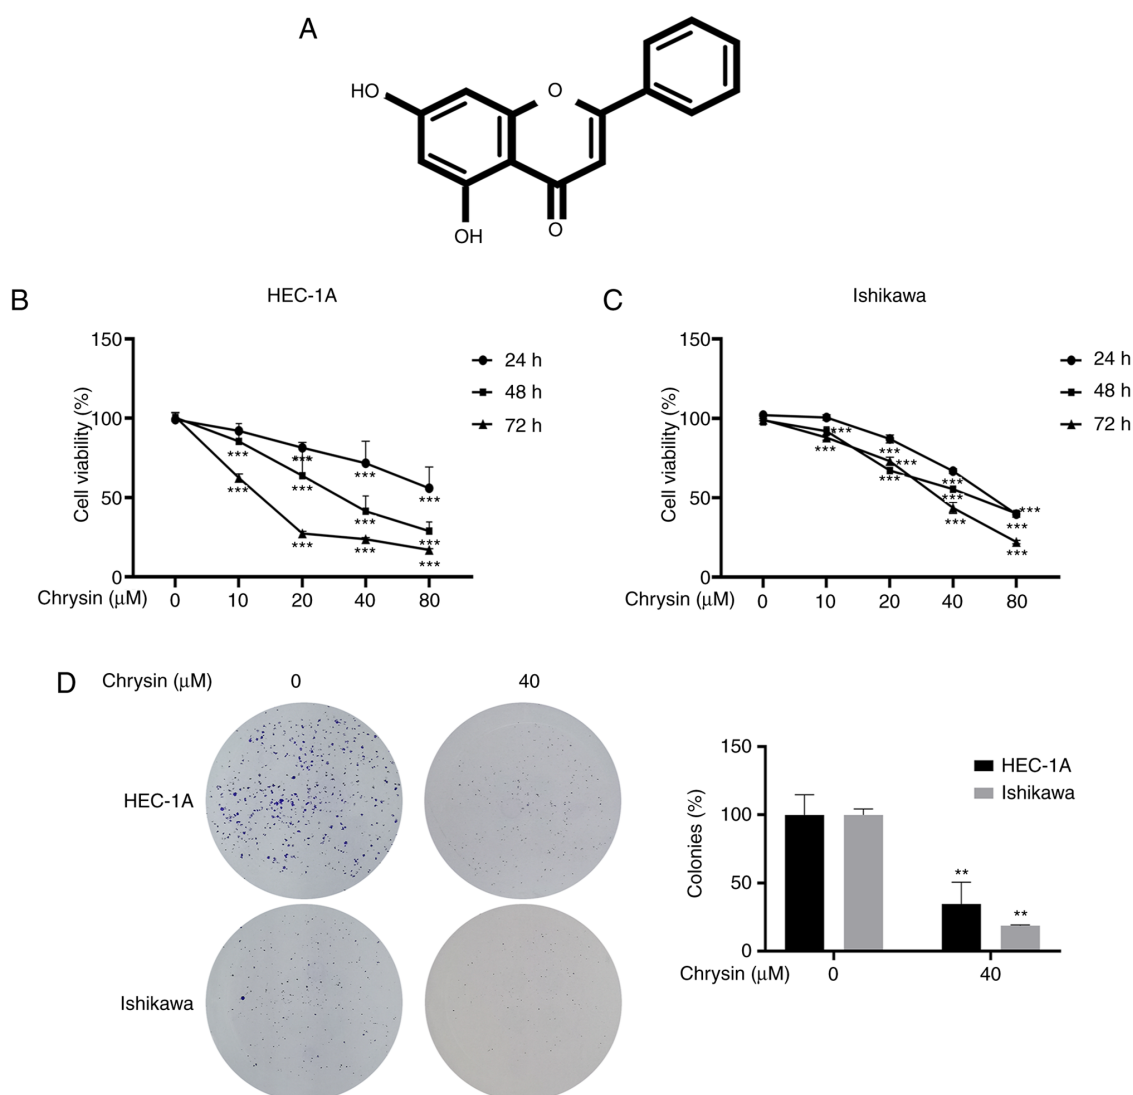 A
HO
O
OH
O
B
HEC-1A
150
100
50
0
Cell viability (%)
24 h
48 h
72 h
***
***
***
***
***
***
***
***
***
***
***
Chrysin (μM)
0 10 20 40 80
C
Ishikawa
150
100
50
0
Cell viability (%)
24 h
48 h
72 h
***
***
***
***
***
***
***
***
***
***
***
Chrysin (μM)
0 10 20 40 80
D
Chrysin (μM) 0 40
HEC-1A
Ishikawa
150
100
50
0
Colonies (%)
HEC-1A
Ishikawa
**
**
Chrysin (μM) 0 40